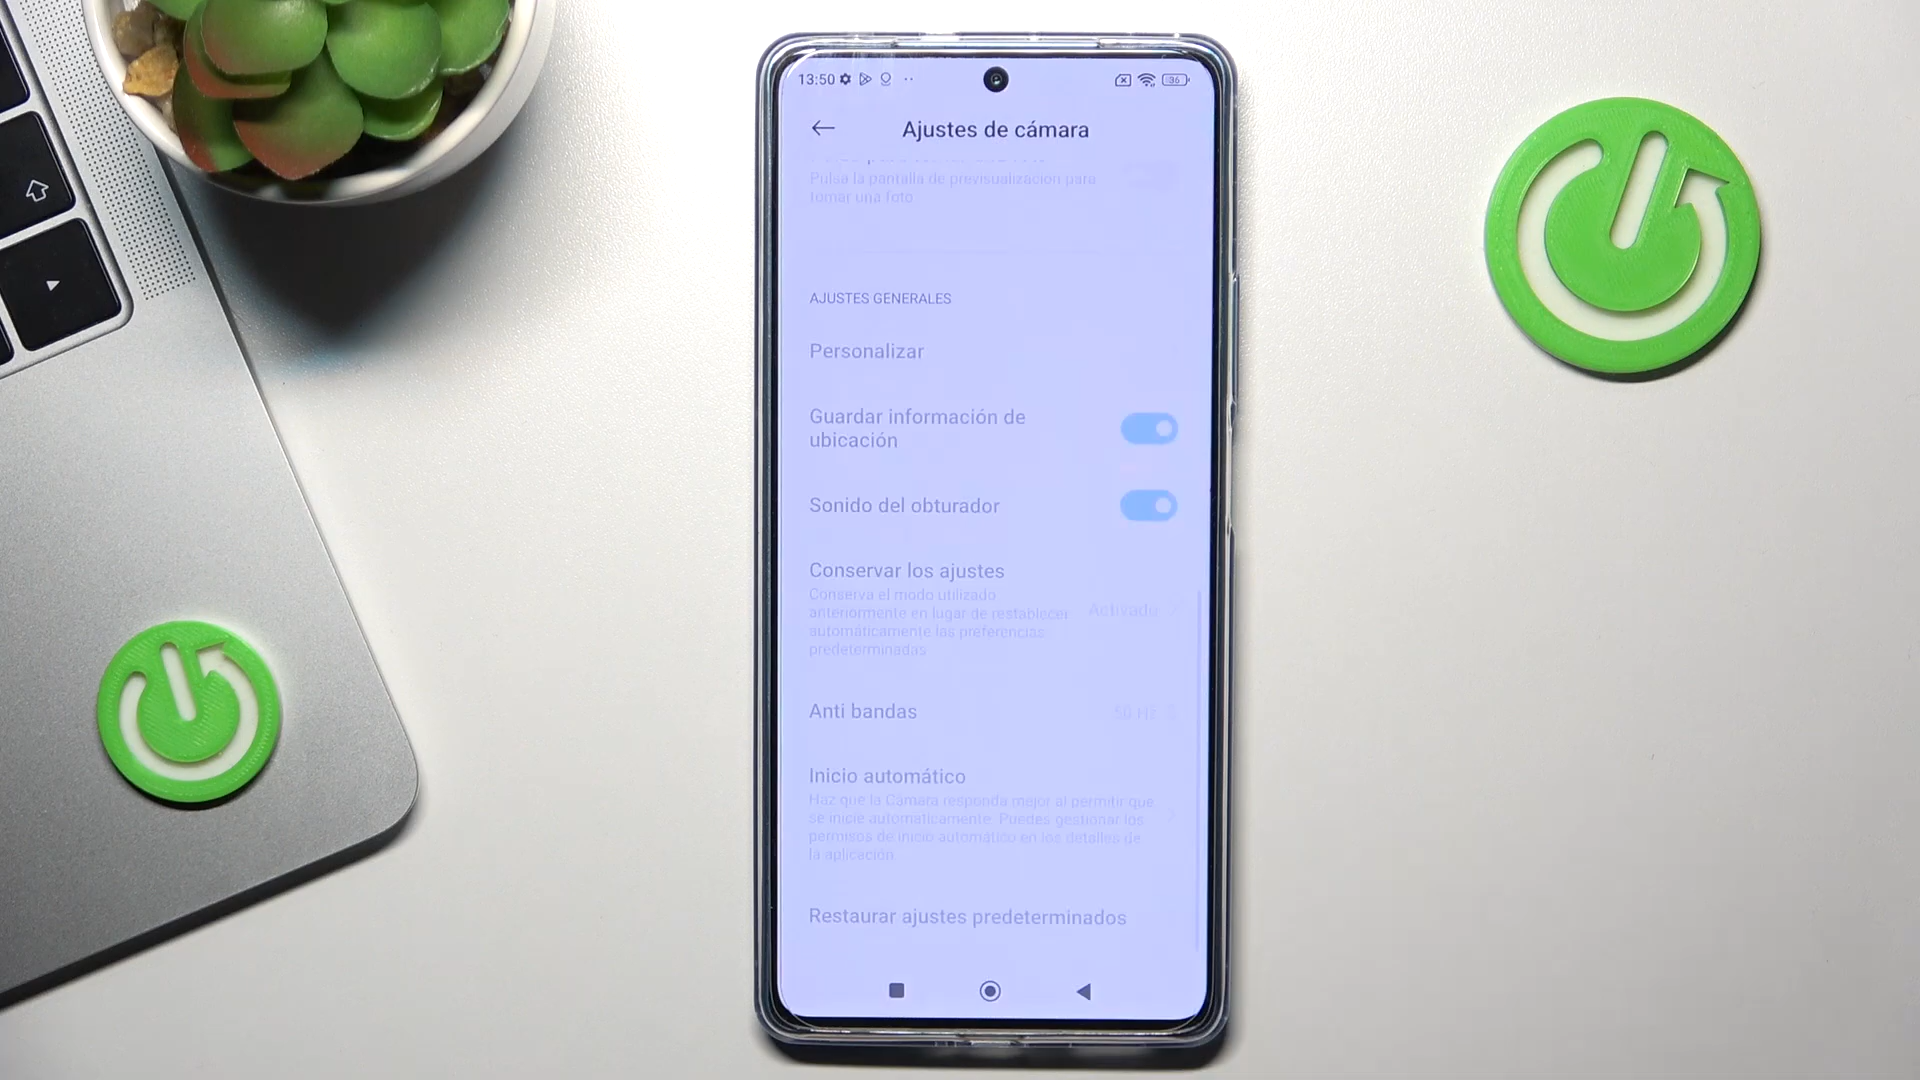 13:50
36
Ajustes de cámara
Pulsa la pantalla de previsualización para
tomar una foto
AJUSTES GENERALES
Personalizar
Guardar información de
ubicación
Sonido del obturador
Conservar los ajustes
Conserva el modo utilizado
anteriormente en lugar de restablecer
automáticamente las preferencias
predeterminadas
Activado
Anti bandas
50 Hz
Inicio automático
Haz que la Cámara responda mejor al permitir que
se inicie automáticamente. Puedes gestionar los
permisos de inicio automático en los detalles de
la aplicación.
Restaurar ajustes predeterminados